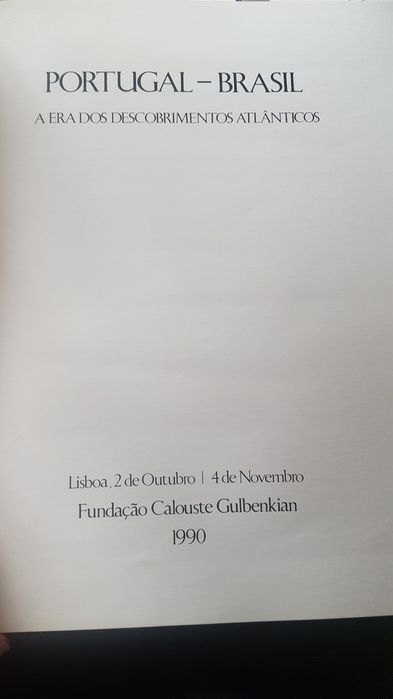 PORTUGAL – BRASIL
A ERA DOS DESCOBRIMENTOS ATLÂNTICOS
Lisboa, 2 de Outubro | 4 de Novembro
Fundação Calouste Gulbenkian
1990